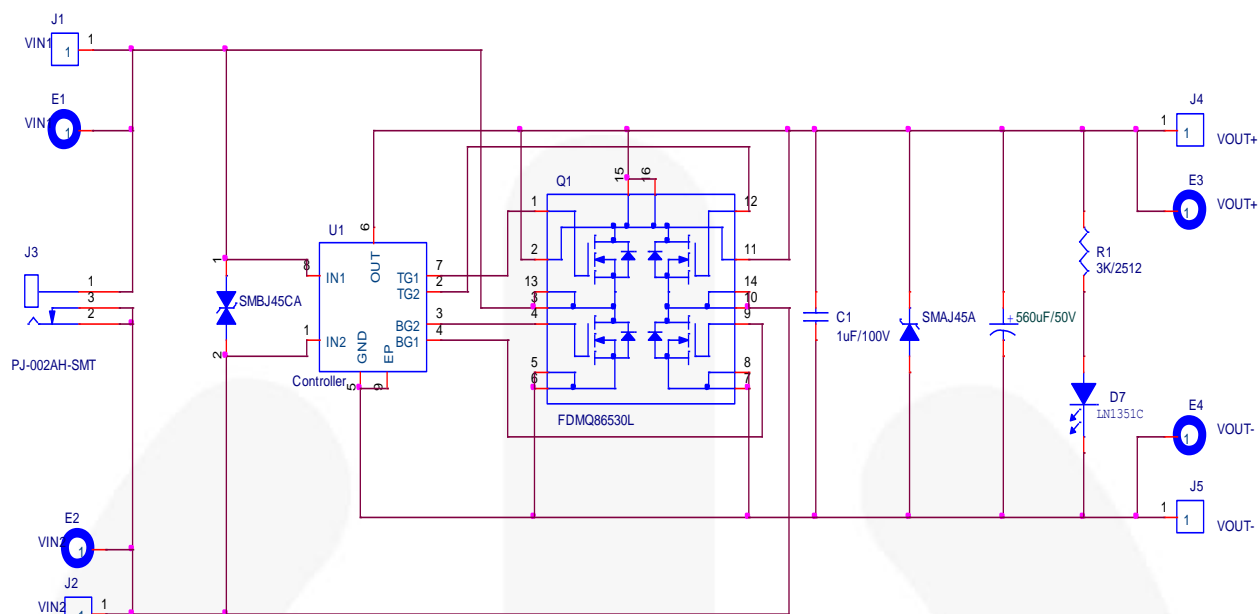 J1
VIN1 1 1
E1
VIN1 1
J3
1
3
2
PJ-002AH-SMT
E2
VIN2 1
J2
VIN2 1 1
1
SMBJ45CA
2
U1
6
OUT
8 IN1 TG1 7
TG2 2
BG2 3
1 IN2 BG1 4
GND EP
Controller
5 9
Q1
15 16
1 12
2 11
13 14
3 10
4 9
5 8
6 7
FDMQ86530L
C1
1uF/100V
SMAJ45A
+ 560uF/50V
R1
3K/2512
D7
LN1351C
J4
1 1 VOUT+
E3
1 VOUT+
E4
1 VOUT-
J5
1 1 VOUT-